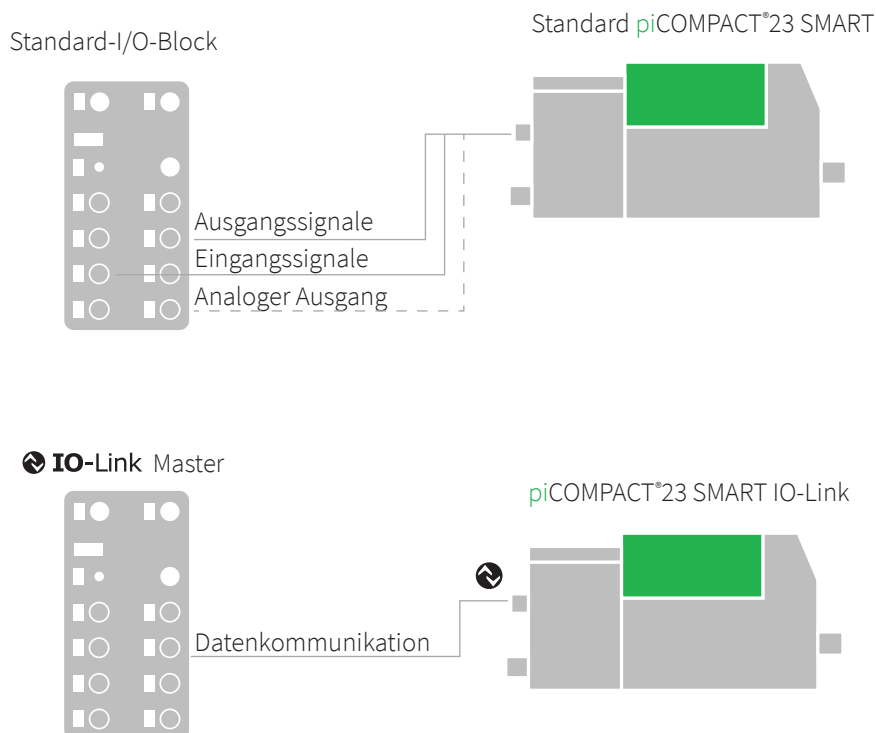 Standard-I/O-Block
Standard piCOMPACT®23 SMART
Ausgangssignale
Eingangssignale
Analoger Ausgang
IO-Link Master
piCOMPACT®23 SMART IO-Link
Datenkommunikation